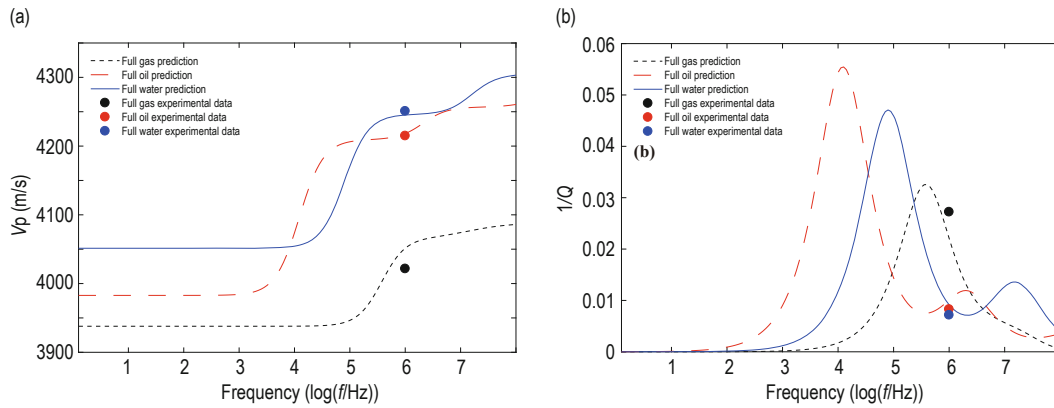 (a)
4300
4200
4100
4000
3900
Vp (m/s)
1 2 3 4 5 6 7
Frequency (log(f/Hz))
Full gas prediction
Full oil prediction
Full water prediction
Full gas experimental data
Full oil experimental data
Full water experimental data
(b)
0.06
0.05
0.04
0.03
0.02
0.01
0
1/Q
1 2 3 4 5 6 7
Frequency (log(f/Hz))
Full gas prediction
Full oil prediction
Full water prediction
Full gas experimental data
Full oil experimental data
Full water experimental data
(b)